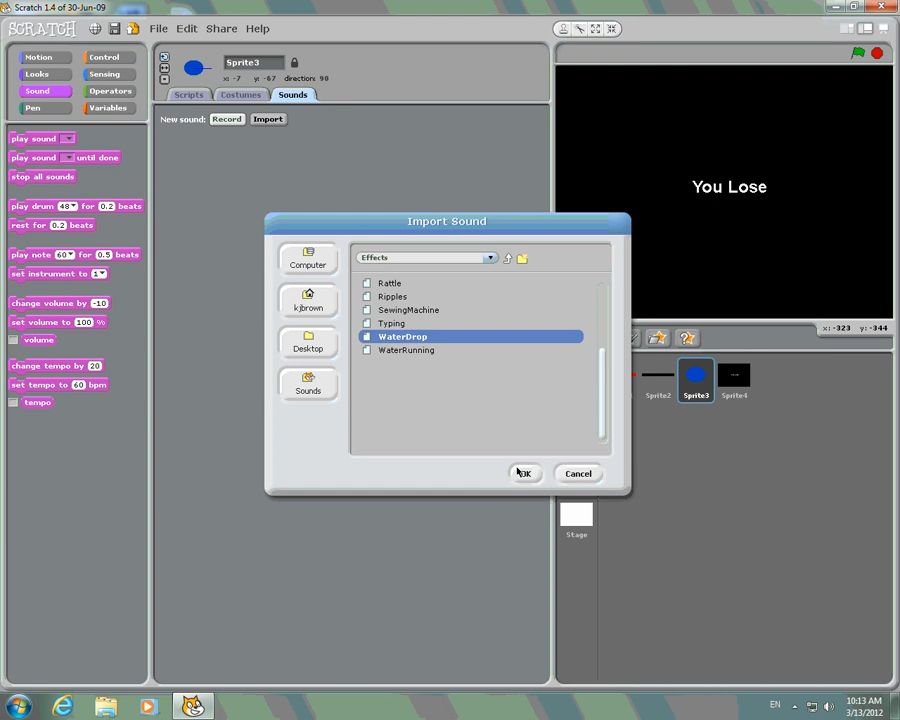 Scratch 1.4 of 30-Jun-09
SCRATCH File Edit Share Help
Motion Control
Looks Sensing
Sound Operators
Pen Variables
play sound
play sound until done
stop all sounds
play drum 48 for 0.2 beats
rest for 0.2 beats
play note 60 for 0.5 beats
set instrument to 1
change volume by -10
set volume to 100 %
volume
change tempo by 20
set tempo to 60 bpm
tempo
Sprite3
x: -7 y: -67 direction: 90
Scripts Costumes Sounds
New sound: Record Import
Import Sound
Computer
kjbrown
Desktop
Sounds
Effects
Rattle
Ripples
SewingMachine
Typing
WaterDrop
WaterRunning
OK Cancel
You Lose
x: -323 y: -344
Sprite2 Sprite3 Sprite4
Stage
EN
10:13 AM
3/13/2012